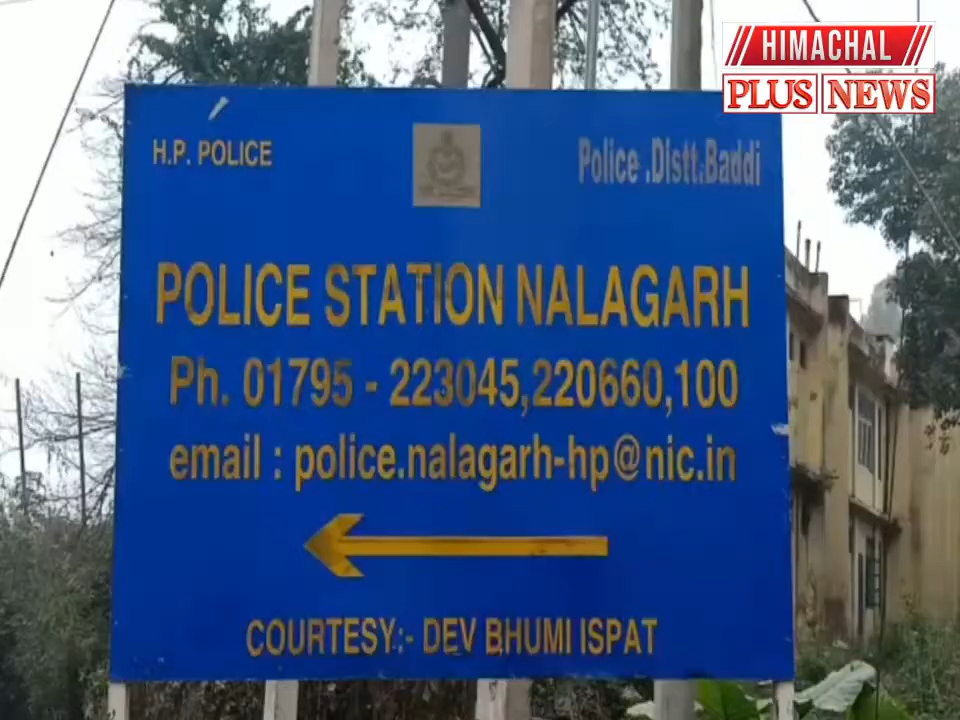 HIMACHAL
PLUS NEWS
H.P. POLICE
Police .Distt.Baddi
POLICE STATION NALAGARH
Ph. 01795 - 223045,220660,100
email : police.nalagarh-hp@nic.in
COURTESY:- DEV BHUMI ISPAT